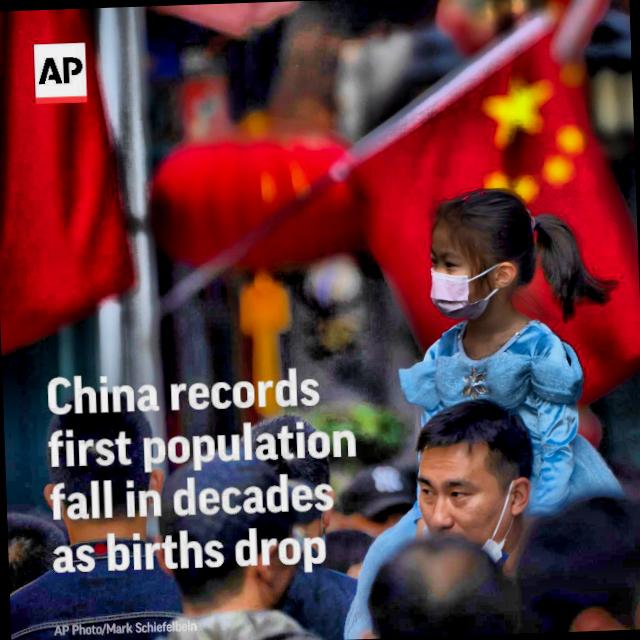 AP
China records
first population
fall in decades
as births drop
AP Photo/Mark Schiefelbein